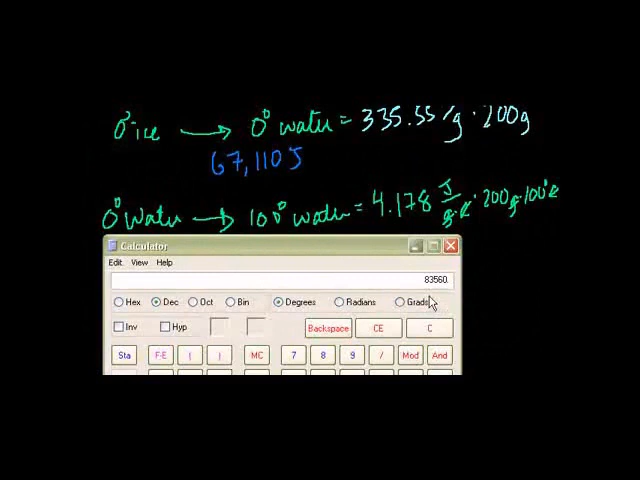 0° ice → 0° water = 335.55 J/g · 200g
67,110 J
0° water → 100° water = 4.178 J/g·K · 200g · 100°K
Calculator
Edit View Help
83560.
Hex Dec Oct Bin Degrees Radians Grads
Inv Hyp Backspace CE C
Sta F-E ( ) MC 7 8 9 / Mod And